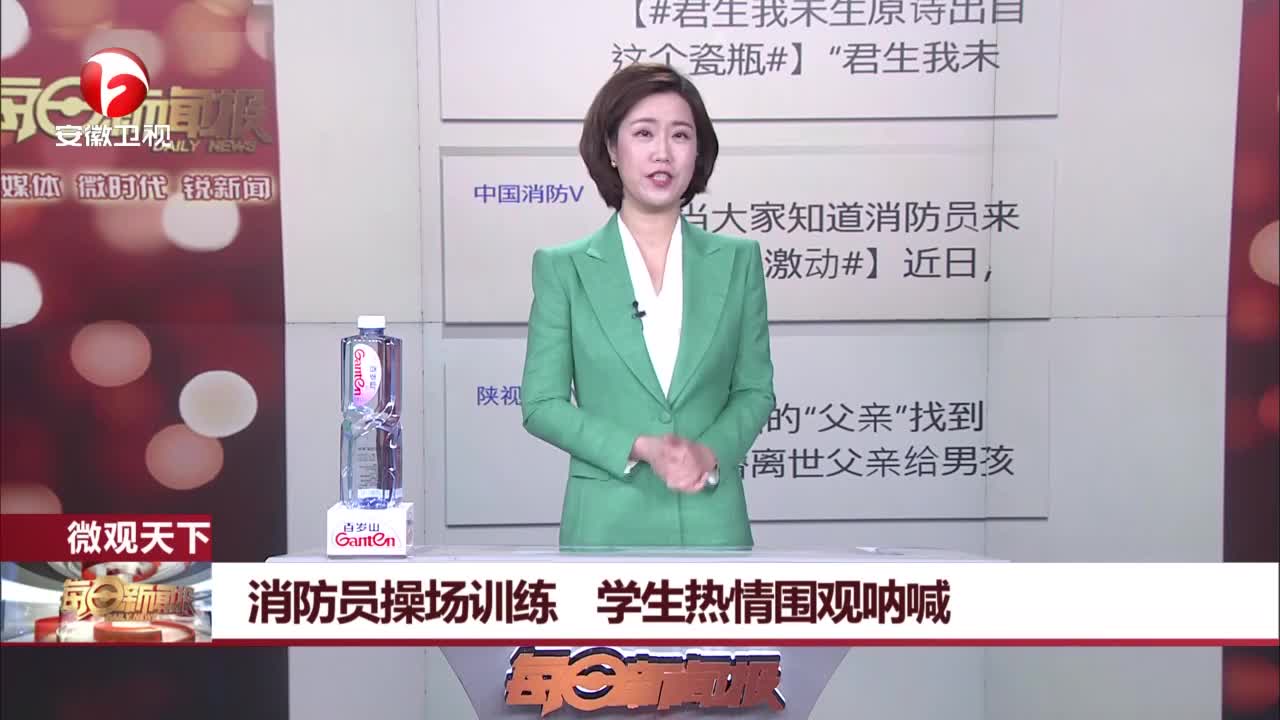 【#君生我未生原诗出自
这个瓷瓶#】“君生我未
安徽卫视
每日新闻报
DAILY NEWS
媒体 微时代 锐新闻
中国消防V
当大家知道消防员来
激动#】近日，
陕视
的“父亲”找到
离世父亲给男孩
Ganten
百岁山
Ganten
微观天下
每日新闻报
DAILY NEWS
消防员操场训练 学生热情围观呐喊
每日新闻报